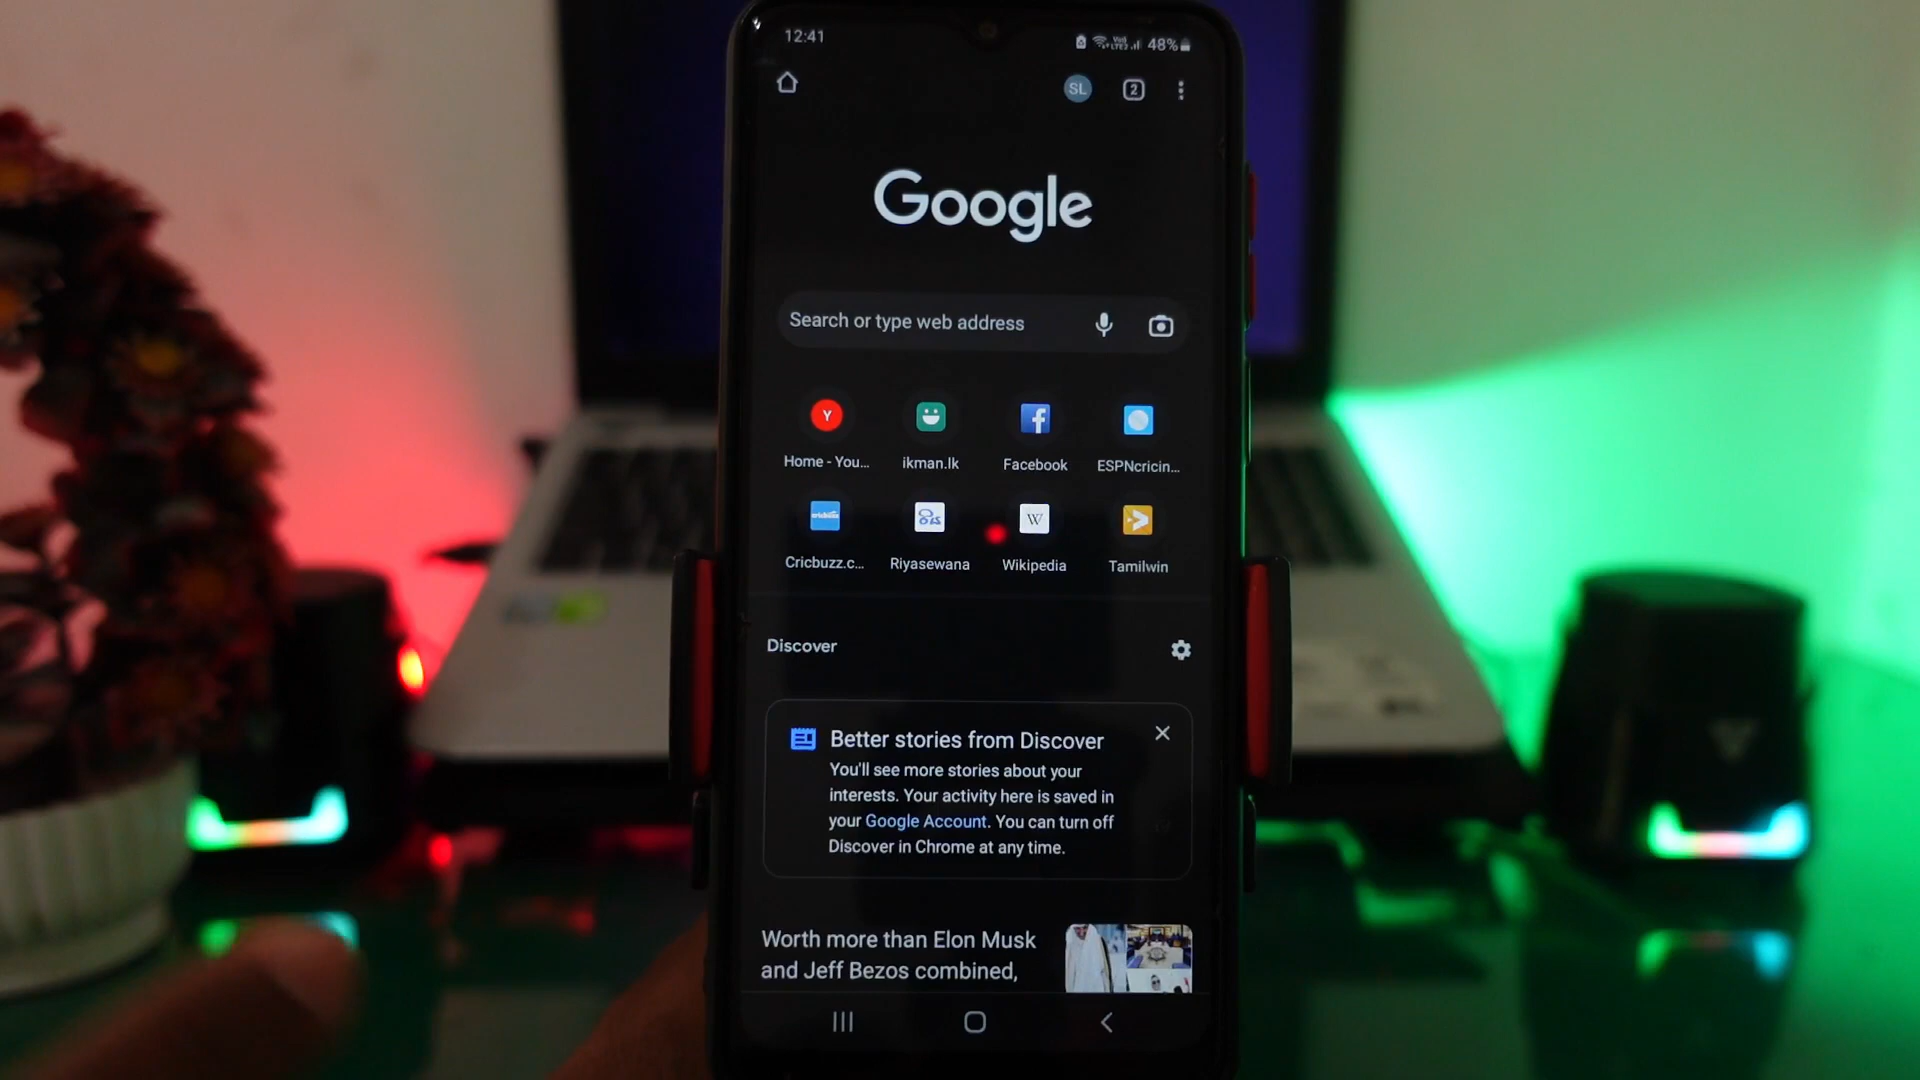 12:41
Vo)
LTE2
48%
SL
2
Google
Search or type web address
Y
Home - You...
ikman.lk
Facebook
ESPNcricin...
cricbuzz
W
Cricbuzz.c...
Riyasewana
Wikipedia
Tamilwin
Discover
Better stories from Discover
You'll see more stories about your
interests. Your activity here is saved in
your Google Account. You can turn off
Discover in Chrome at any time.
Worth more than Elon Musk
and Jeff Bezos combined,